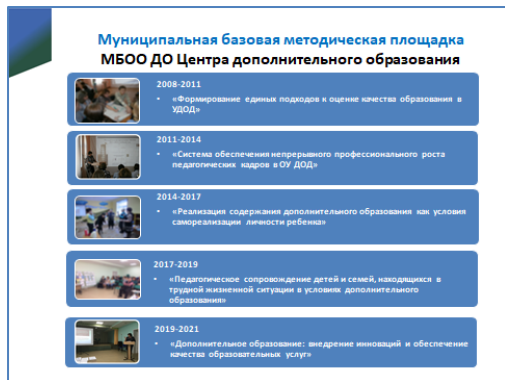 Муниципальная базовая методическая площадка
МБОО ДО Центра дополнительного образования
2008-2011
• «Формирование единых подходов к оценке качества образования в
УДОД»
2011-2014
• «Система обеспечения непрерывного профессионального роста
педагогических кадров в ОУ ДОД»
2014-2017
• «Реализация содержания дополнительного образования как условия
самореализации личности ребенка»
2017-2019
• «Педагогическое сопровождение детей и семей, находящихся в
трудной жизненной ситуации в условиях дополнительного
образования»
2019-2021
• «Дополнительное образование: внедрение инноваций и обеспечение
качества образовательных услуг»